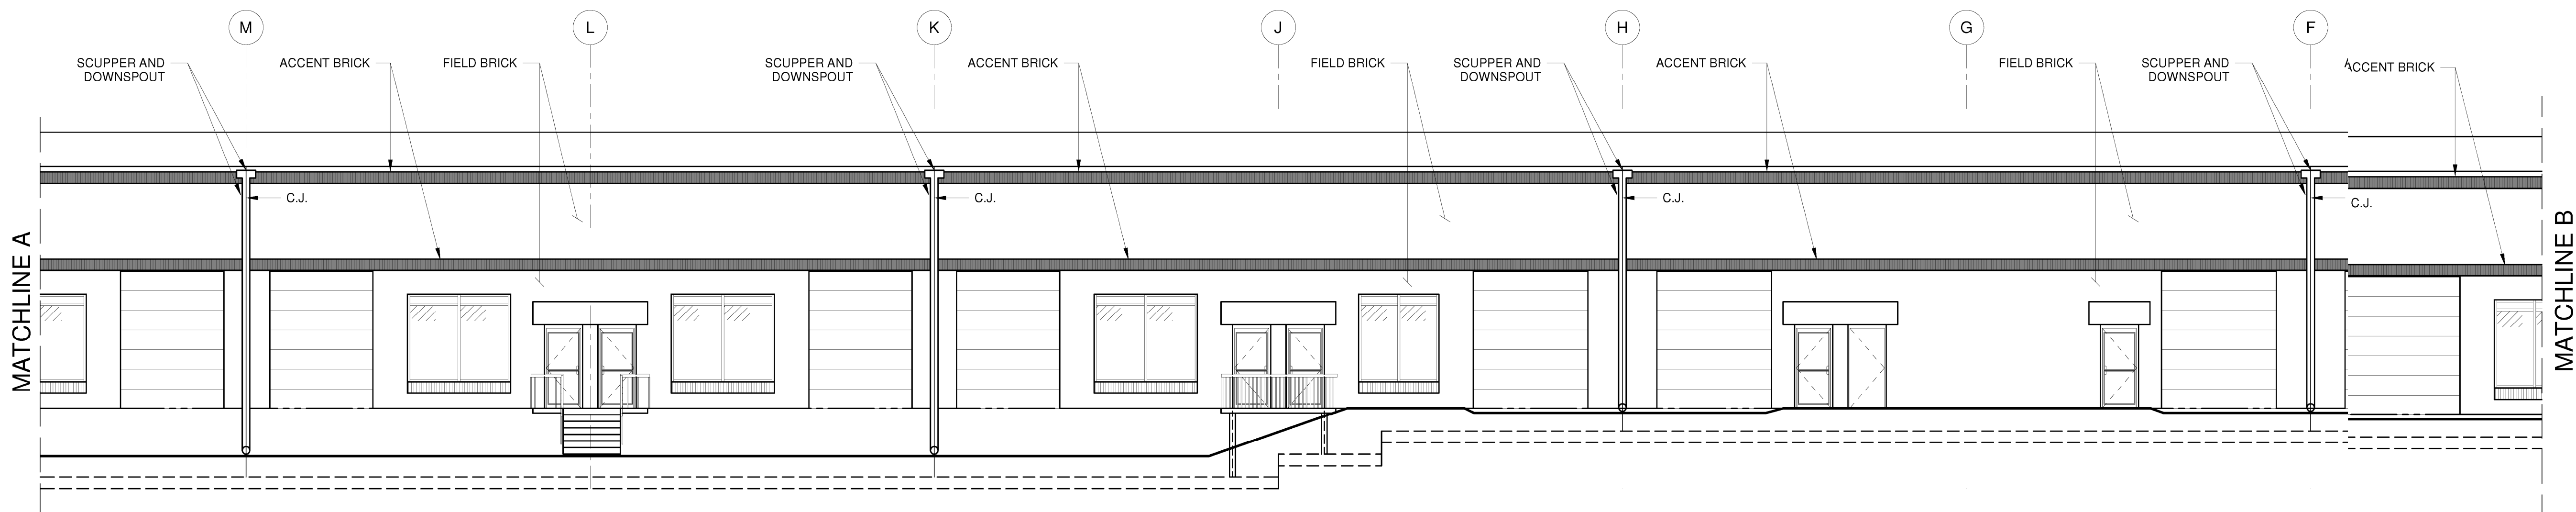 M
L
K
J
H
G
F
SCUPPER AND
DOWNSPOUT
ACCENT BRICK
FIELD BRICK
SCUPPER AND
DOWNSPOUT
ACCENT BRICK
FIELD BRICK
SCUPPER AND
DOWNSPOUT
ACCENT BRICK
FIELD BRICK
SCUPPER AND
DOWNSPOUT
ACCENT BRICK
C.J.
C.J.
C.J.
C.J.
MATCHLINE A
MATCHLINE B